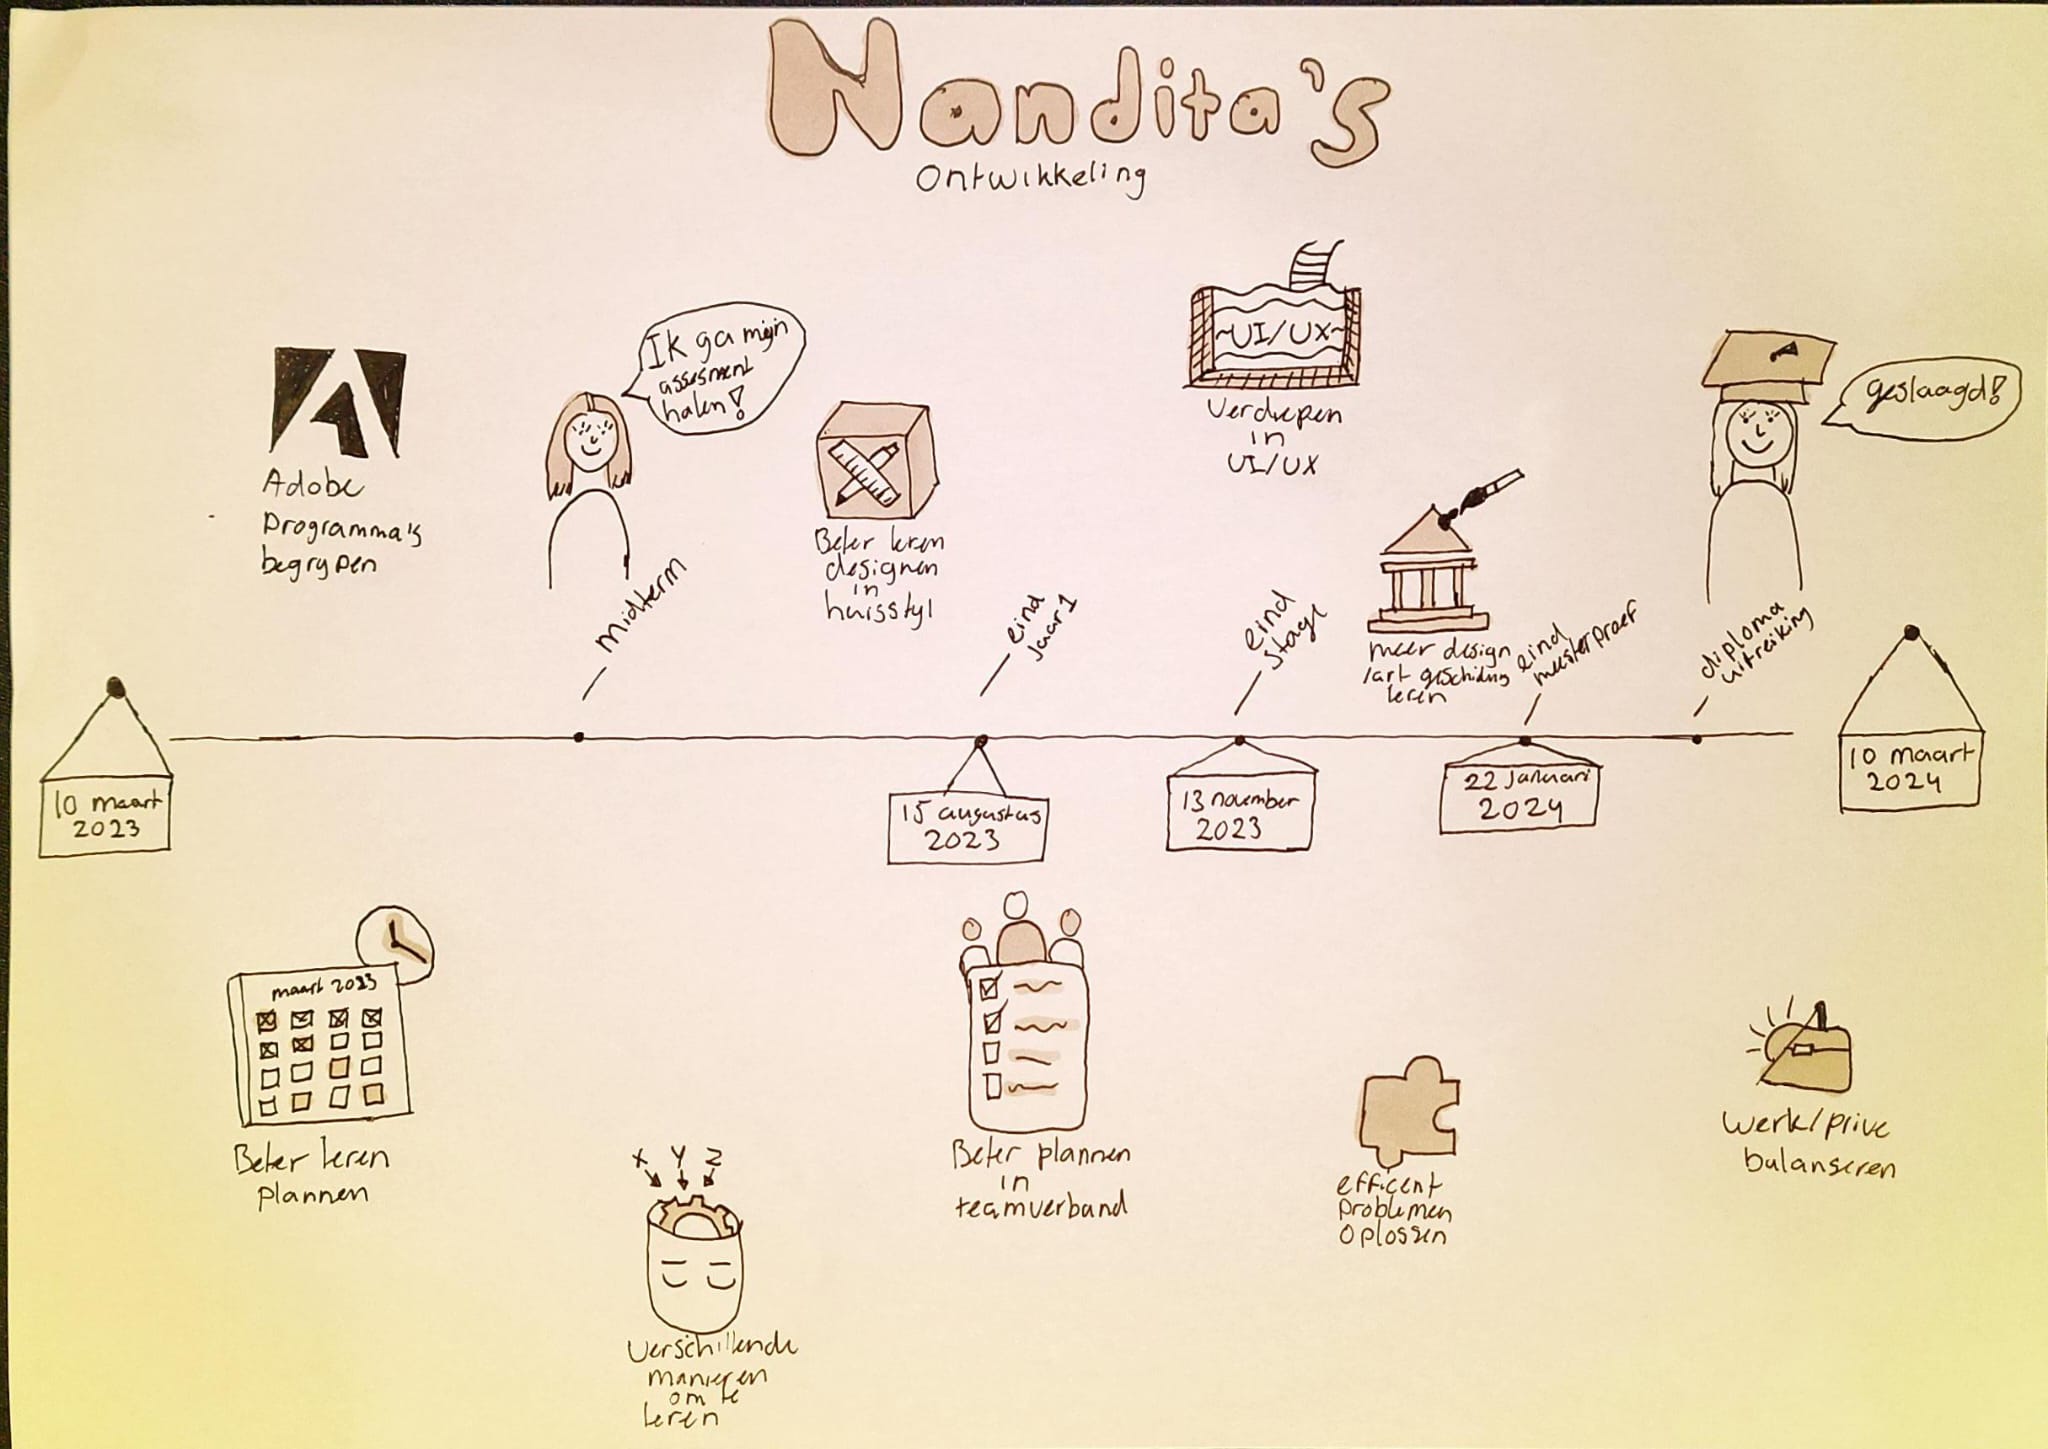 Nandita's
Ontwikkeling
Adobe
Programma's
begrypen
Ik ga mijn
assesment
halen!
midterm
Beter leren
designen
in
huisstyl
eind
jaar 1
~UI/UX~
Verdiepen
in
UI/UX
eind
stage
meer design
/art geschiding
leren
eind
meesterproef
geslaagd!
diploma
uitreiking
10 maart
2023
15 augustus
2023
13 november
2023
22 januari
2024
10 maart
2024
maart 2023
Beter leren
plannen
X Y Z
Verschillende
manieren
om te
leren
Beter plannen
in
teamverband
efficent
problemen
oplossen
werk/prive
balanseren